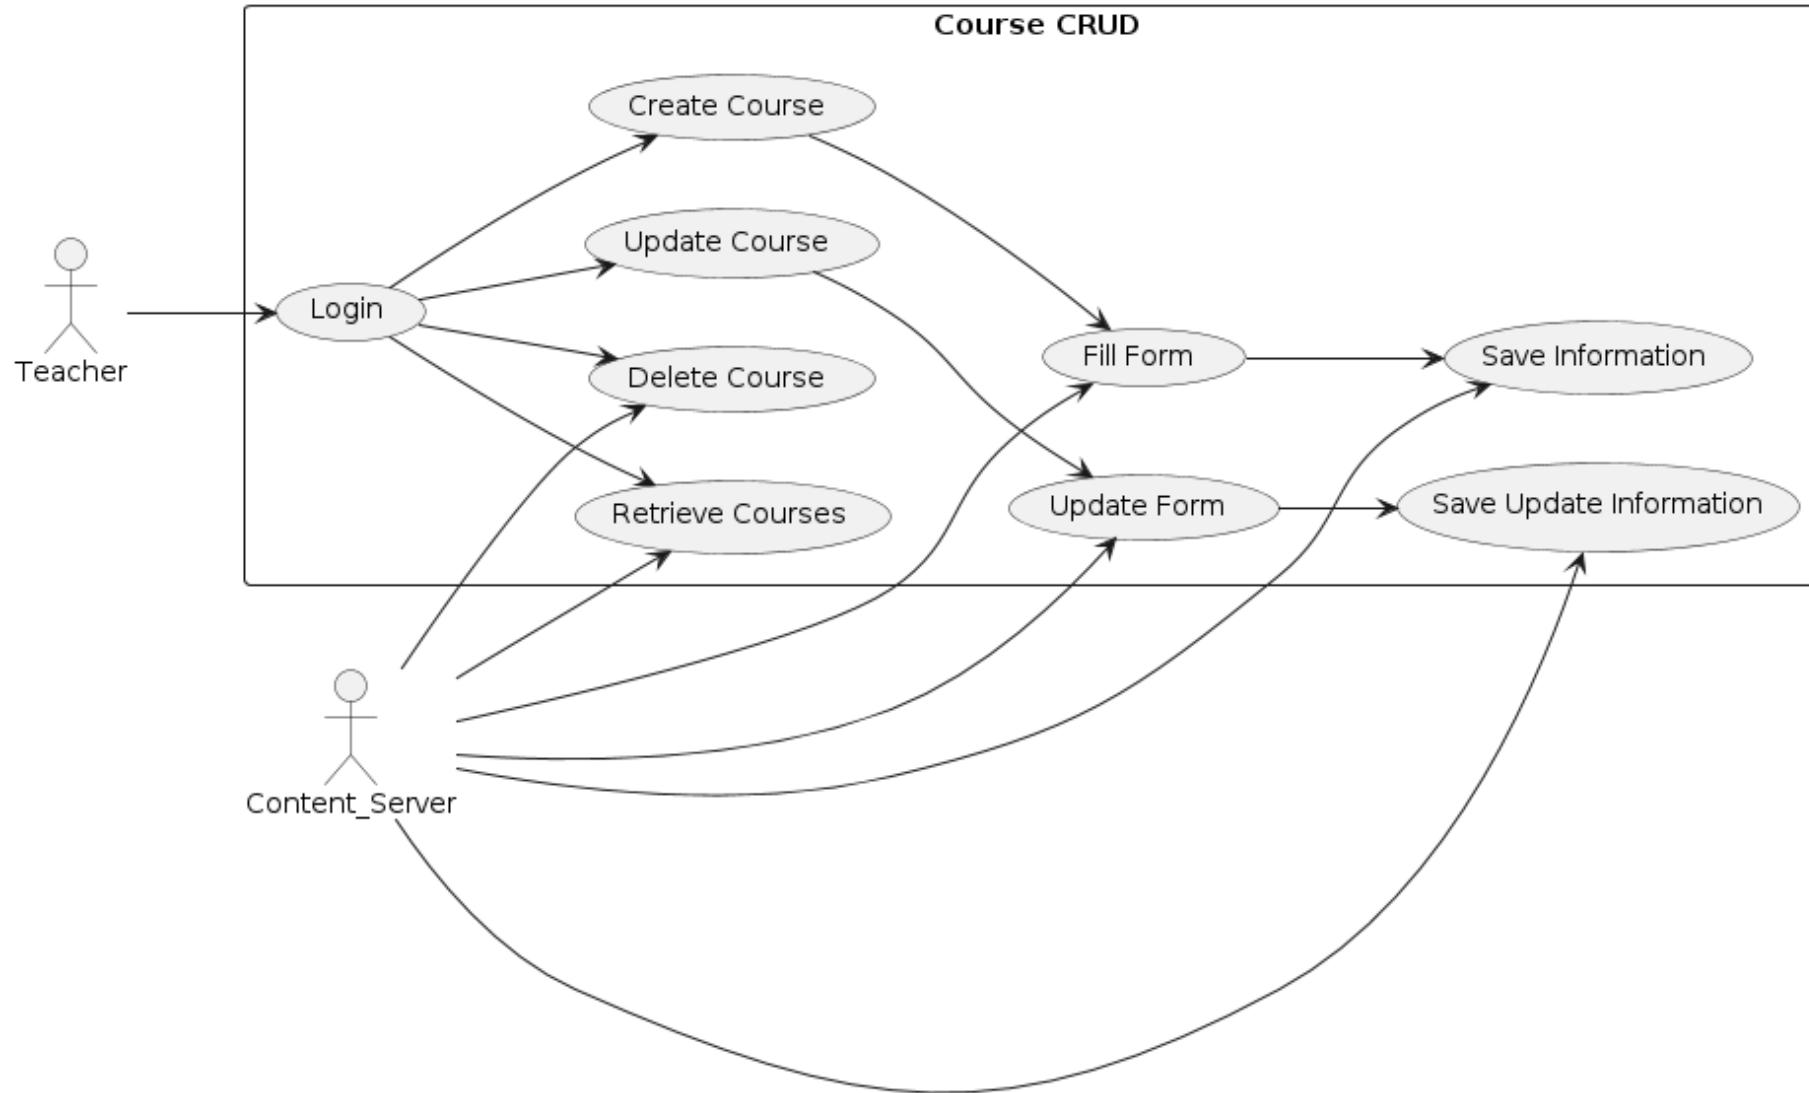 Course CRUD
Create Course
Update Course
Login
Teacher
Delete Course
Fill Form
Save Information
Retrieve Courses
Update Form
Save Update Information
Content_Server